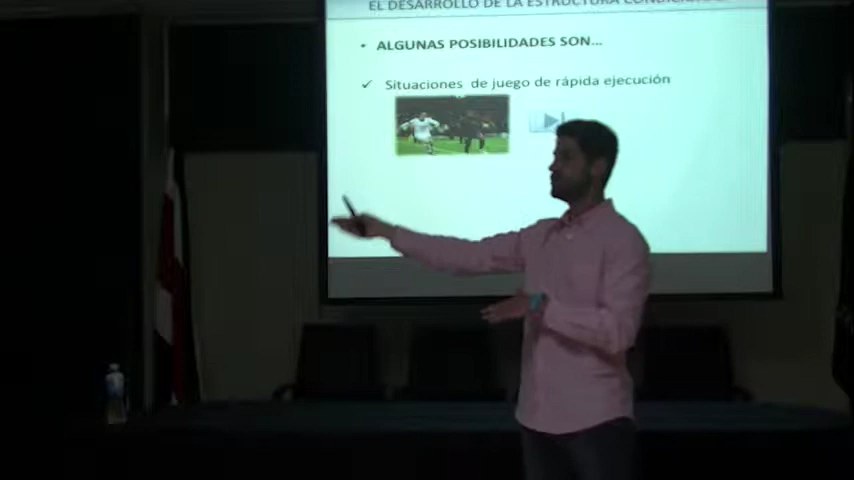 EL DESARROLLO DE LA ESTRUCTURA
• ALGUNAS POSIBILIDADES SON...
✓ Situaciones de juego de rápida ejecución